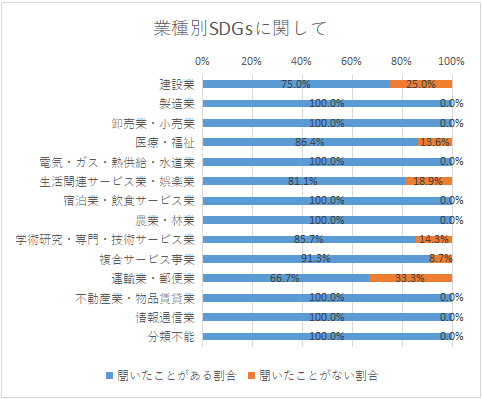 業種別SDGsに関して
0% 20% 40% 60% 80% 100%
建設業 75.0% 25.0%
製造業 100.0% 0.0%
卸売業・小売業 100.0% 0.0%
医療・福祉 86.4% 13.6%
電気・ガス・熱供給・水道業 100.0% 0.0%
生活関連サービス業・娯楽業 81.1% 18.9%
宿泊業・飲食サービス業 100.0% 0.0%
農業・林業 100.0% 0.0%
学術研究・専門・技術サービス業 85.7% 14.3%
複合サービス事業 91.3% 8.7%
運輸業・郵便業 66.7% 33.3%
不動産業・物品賃貸業 100.0% 0.0%
情報通信業 100.0% 0.0%
分類不能 100.0% 0.0%
聞いたことがある割合 聞いたことがない割合